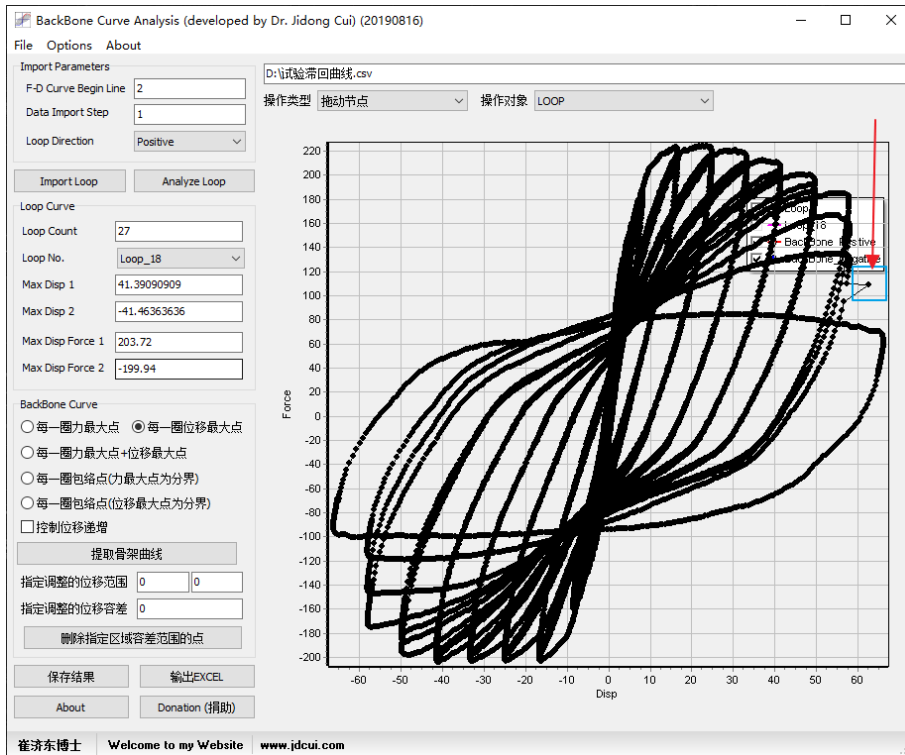 BackBone Curve Analysis (developed by Dr. Jidong Cui) (20190816)
File Options About
Import Parameters
F-D Curve Begin Line 2
Data Import Step 1
Loop Direction Positive
Import Loop Analyze Loop
Loop Curve
Loop Count 27
Loop No. Loop_18
Max Disp 1 41.39090909
Max Disp 2 -41.46363636
Max Disp Force 1 203.72
Max Disp Force 2 -199.94
BackBone Curve
每一圈力最大点 每一圈位移最大点
每一圈力最大点+位移最大点
每一圈包络点(力最大点为分界)
每一圈包络点(位移最大点为分界)
控制位移递增
提取骨架曲线
指定调整的位移范围 0 0
指定调整的位移容差 0
删除指定区域容差范围的点
保存结果 输出EXCEL
About Donation (捐助)
崔济东博士 Welcome to my Website www.jdcui.com
D:\试验滞回曲线.csv
操作类型 拖动节点 操作对象 LOOP
220
200
180
160
140
120
100
80
60
40
20
0
-20
-40
-60
-80
-100
-120
-140
-160
-180
-200
Force
-60 -50 -40 -30 -20 -10 0 10 20 30 40 50 60
Disp
Loop